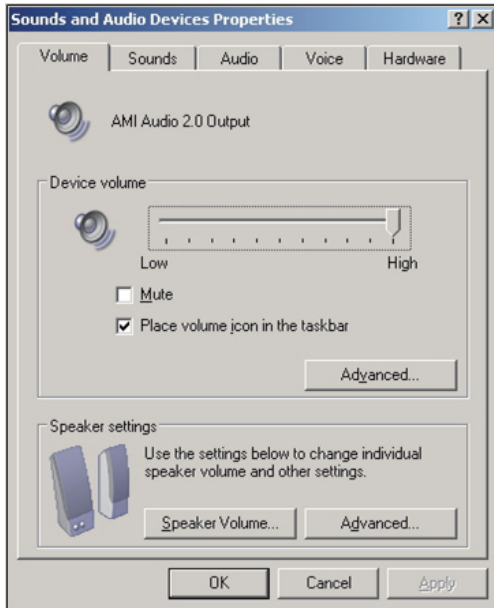 Sounds and Audio Devices Properties
Volume Sounds Audio Voice Hardware
AMI Audio 2.0 Output
Device volume
Low High
Mute
Place volume icon in the taskbar
Advanced...
Speaker settings
Use the settings below to change individual
speaker volume and other settings.
Speaker Volume... Advanced...
OK Cancel Apply